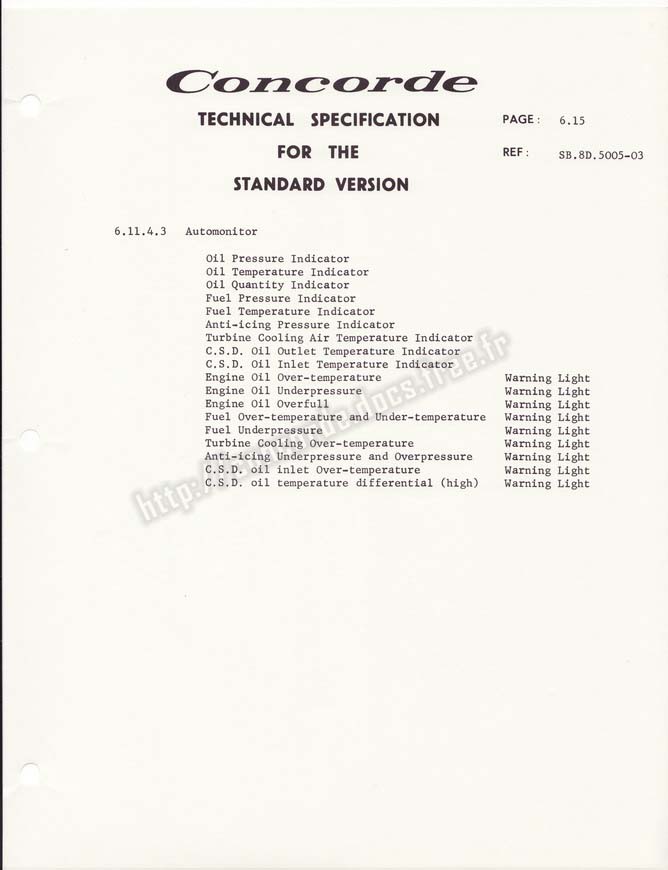 Concorde
TECHNICAL SPECIFICATION
FOR THE
STANDARD VERSION
PAGE: 6.15
REF: SB.8D.5005-03
6.11.4.3 Automonitor
Oil Pressure Indicator
Oil Temperature Indicator
Oil Quantity Indicator
Fuel Pressure Indicator
Fuel Temperature Indicator
Anti-icing Pressure Indicator
Turbine Cooling Air Temperature Indicator
C.S.D. Oil Outlet Temperature Indicator
C.S.D. Oil Inlet Temperature Indicator
Engine Oil Over-temperature Warning Light
Engine Oil Underpressure Warning Light
Engine Oil Overfull Warning Light
Fuel Over-temperature and Under-temperature Warning Light
Fuel Underpressure Warning Light
Turbine Cooling Over-temperature Warning Light
Anti-icing Underpressure and Overpressure Warning Light
C.S.D. oil inlet Over-temperature Warning Light
C.S.D. oil temperature differential (high) Warning Light